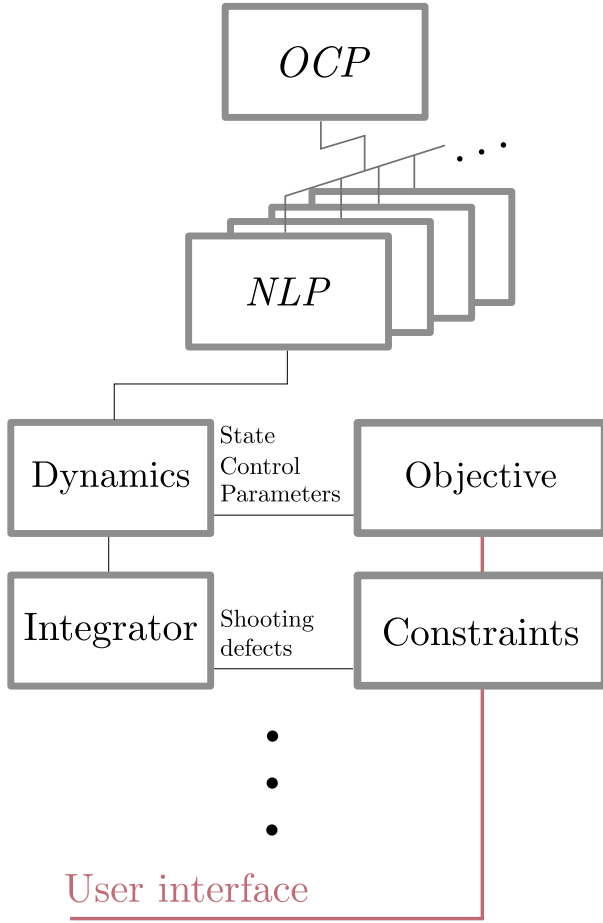 OCP
NLP
Dynamics
State
Control
Parameters
Objective
Integrator
Shooting
defects
Constraints
User interface